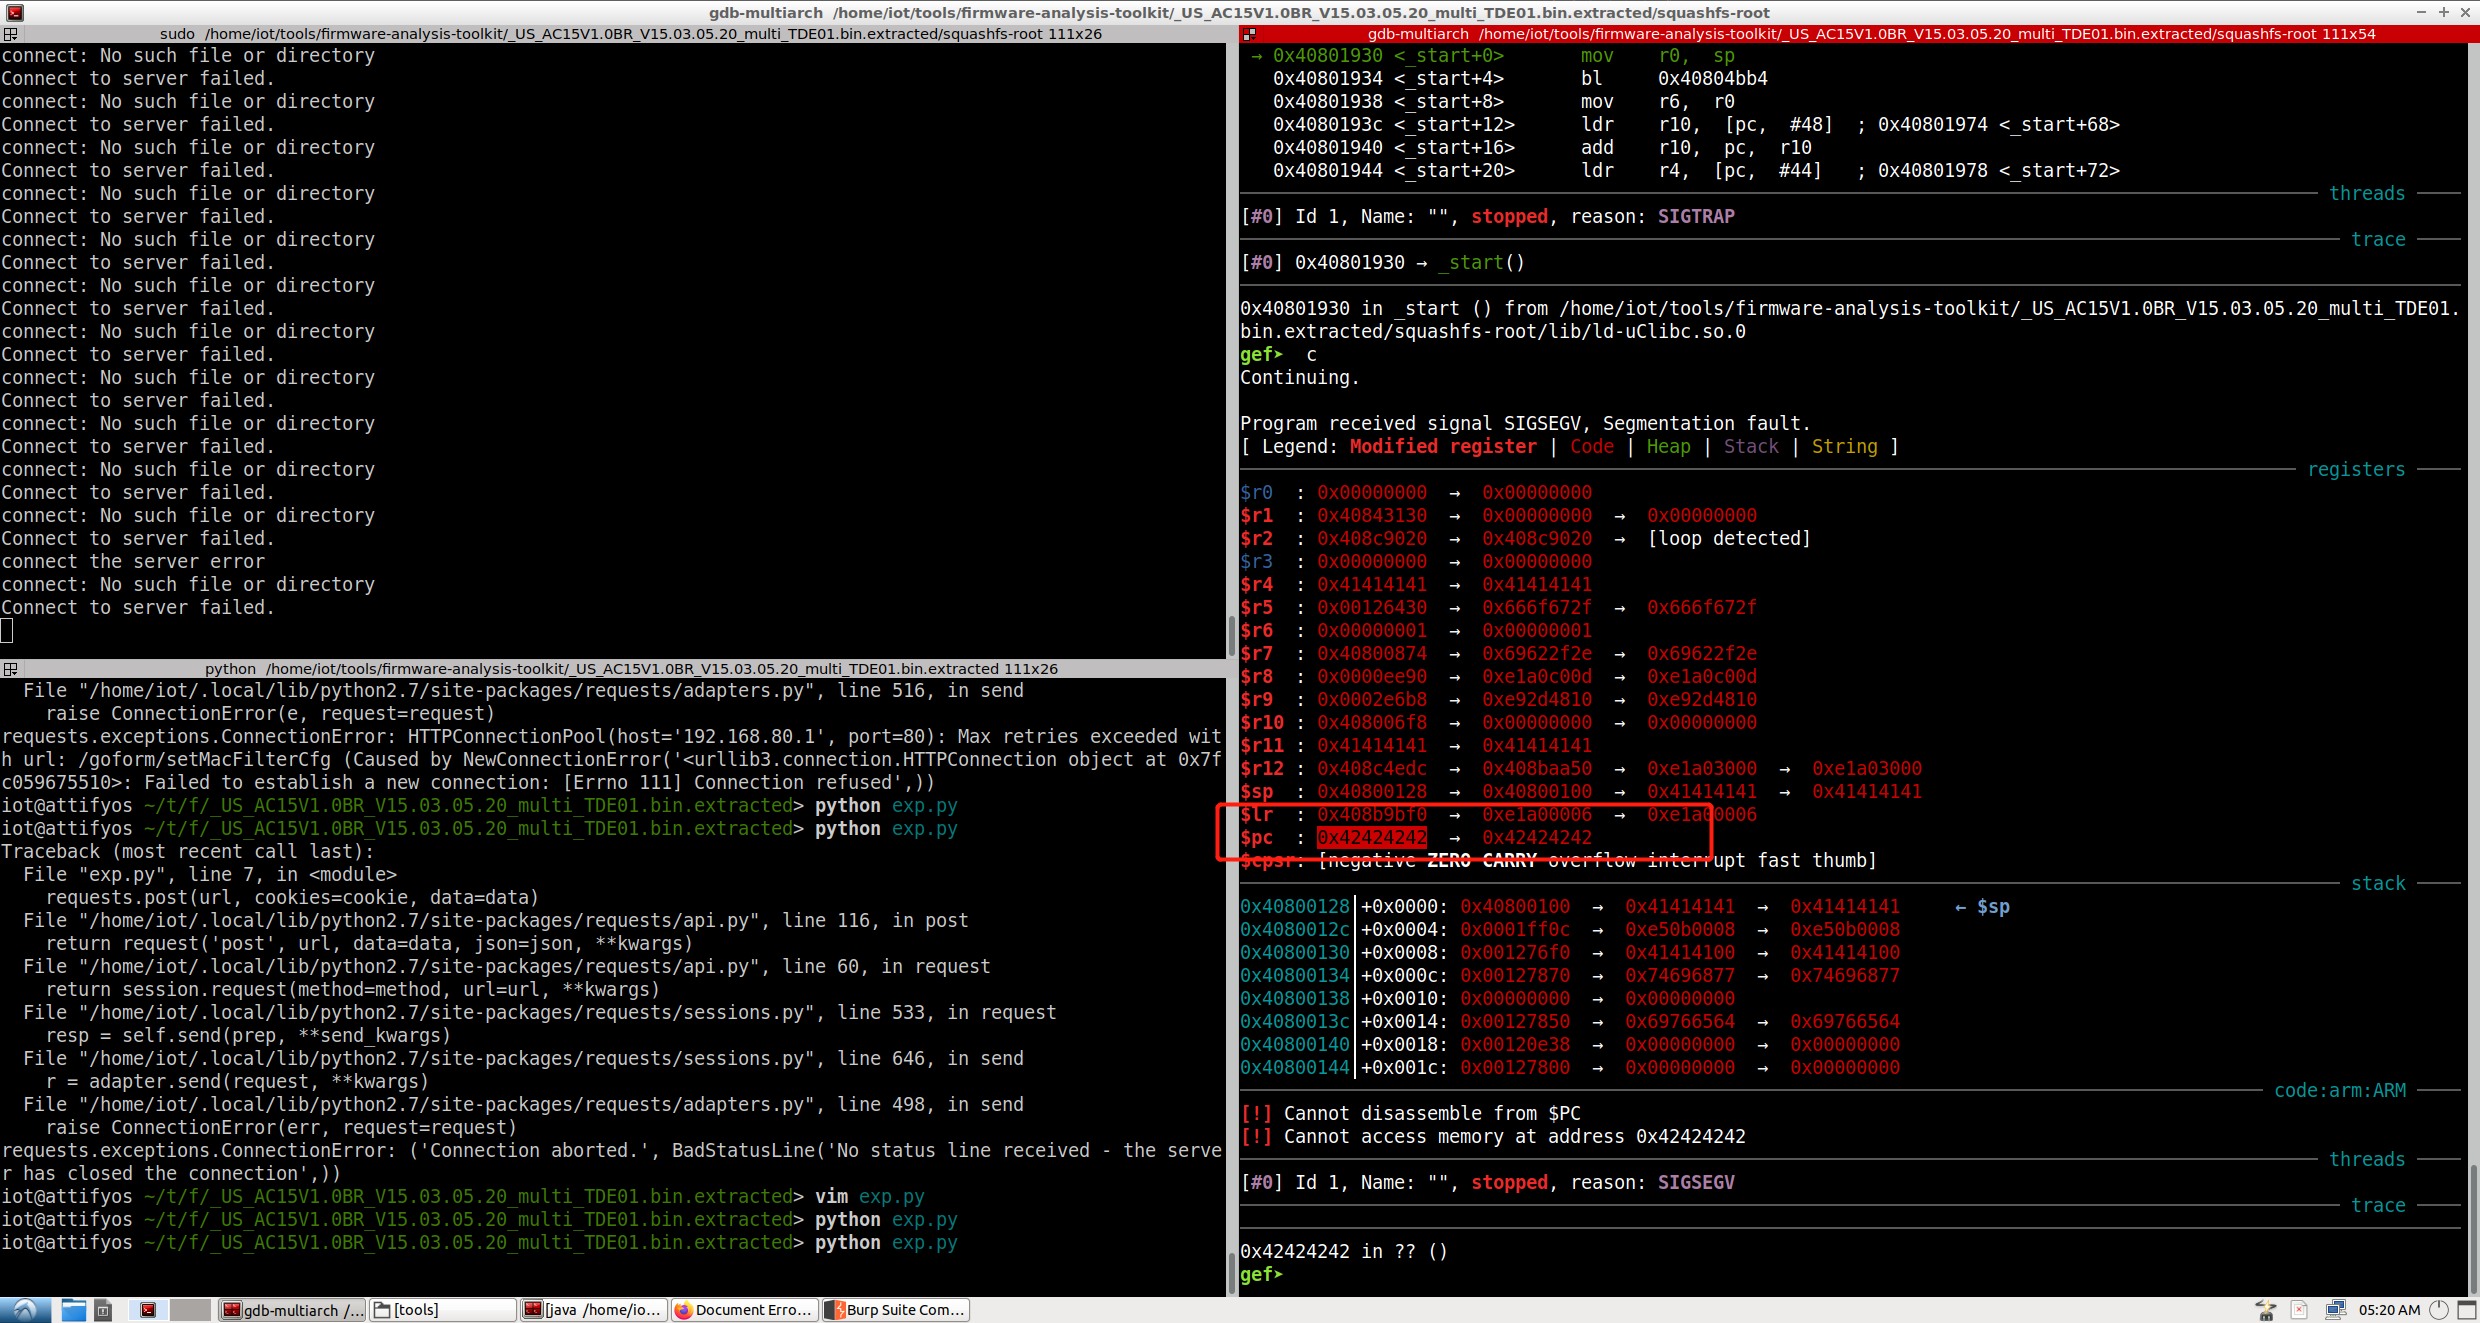 gdb-multiarch /home/iot/tools/firmware-analysis-toolkit/_US_AC15V1.0BR_V15.03.05.20_multi_TDE01.bin.extracted/squashfs-root
sudo /home/iot/tools/firmware-analysis-toolkit/_US_AC15V1.0BR_V15.03.05.20_multi_TDE01.bin.extracted/squashfs-root 111x26
connect: No such file or directory
Connect to server failed.
connect: No such file or directory
Connect to server failed.
connect: No such file or directory
Connect to server failed.
connect: No such file or directory
Connect to server failed.
connect: No such file or directory
Connect to server failed.
connect: No such file or directory
Connect to server failed.
connect: No such file or directory
Connect to server failed.
connect: No such file or directory
Connect to server failed.
connect: No such file or directory
Connect to server failed.
connect: No such file or directory
Connect to server failed.
connect: No such file or directory
Connect to server failed.
connect the server error
connect: No such file or directory
Connect to server failed.
python /home/iot/tools/firmware-analysis-toolkit/_US_AC15V1.0BR_V15.03.05.20_multi_TDE01.bin.extracted 111x26
  File "/home/iot/.local/lib/python2.7/site-packages/requests/adapters.py", line 516, in send
    raise ConnectionError(e, request=request)
requests.exceptions.ConnectionError: HTTPConnectionPool(host='192.168.80.1', port=80): Max retries exceeded wit
h url: /goform/setMacFilterCfg (Caused by NewConnectionError('<urllib3.connection.HTTPConnection object at 0x7f
c059675510>: Failed to establish a new connection: [Errno 111] Connection refused',))
iot@attifyos ~/t/f/_US_AC15V1.0BR_V15.03.05.20_multi_TDE01.bin.extracted> python exp.py
iot@attifyos ~/t/f/_US_AC15V1.0BR_V15.03.05.20_multi_TDE01.bin.extracted> python exp.py
Traceback (most recent call last):
  File "exp.py", line 7, in <module>
    requests.post(url, cookies=cookie, data=data)
  File "/home/iot/.local/lib/python2.7/site-packages/requests/api.py", line 116, in post
    return request('post', url, data=data, json=json, **kwargs)
  File "/home/iot/.local/lib/python2.7/site-packages/requests/api.py", line 60, in request
    return session.request(method=method, url=url, **kwargs)
  File "/home/iot/.local/lib/python2.7/site-packages/requests/sessions.py", line 533, in request
    resp = self.send(prep, **send_kwargs)
  File "/home/iot/.local/lib/python2.7/site-packages/requests/sessions.py", line 646, in send
    r = adapter.send(request, **kwargs)
  File "/home/iot/.local/lib/python2.7/site-packages/requests/adapters.py", line 498, in send
    raise ConnectionError(err, request=request)
requests.exceptions.ConnectionError: ('Connection aborted.', BadStatusLine('No status line received - the serve
r has closed the connection',))
iot@attifyos ~/t/f/_US_AC15V1.0BR_V15.03.05.20_multi_TDE01.bin.extracted> vim exp.py
iot@attifyos ~/t/f/_US_AC15V1.0BR_V15.03.05.20_multi_TDE01.bin.extracted> python exp.py
iot@attifyos ~/t/f/_US_AC15V1.0BR_V15.03.05.20_multi_TDE01.bin.extracted> python exp.py
gdb-multiarch /home/iot/tools/firmware-analysis-toolkit/_US_AC15V1.0BR_V15.03.05.20_multi_TDE01.bin.extracted/squashfs-root 111x54
→ 0x40801930 <_start+0> mov r0, sp
0x40801934 <_start+4> bl 0x40804bb4
0x40801938 <_start+8> mov r6, r0
0x4080193c <_start+12> ldr r10, [pc, #48] ; 0x40801974 <_start+68>
0x40801940 <_start+16> add r10, pc, r10
0x40801944 <_start+20> ldr r4, [pc, #44] ; 0x40801978 <_start+72>
threads
[#0] Id 1, Name: "", stopped, reason: SIGTRAP
trace
[#0] 0x40801930 → _start()
0x40801930 in _start () from /home/iot/tools/firmware-analysis-toolkit/_US_AC15V1.0BR_V15.03.05.20_multi_TDE01.
bin.extracted/squashfs-root/lib/ld-uClibc.so.0
gef➤ c
Continuing.
Program received signal SIGSEGV, Segmentation fault.
[ Legend: Modified register | Code | Heap | Stack | String ]
registers
$r0 : 0x00000000 → 0x00000000
$r1 : 0x40843130 → 0x00000000 → 0x00000000
$r2 : 0x408c9020 → 0x408c9020 → [loop detected]
$r3 : 0x00000000 → 0x00000000
$r4 : 0x41414141 → 0x41414141
$r5 : 0x00126430 → 0x666f672f → 0x666f672f
$r6 : 0x00000001 → 0x00000001
$r7 : 0x40800874 → 0x69622f2e → 0x69622f2e
$r8 : 0x0000ee90 → 0xe1a0c00d → 0xe1a0c00d
$r9 : 0x0002e6b8 → 0xe92d4810 → 0xe92d4810
$r10 : 0x408006f8 → 0x00000000 → 0x00000000
$r11 : 0x41414141 → 0x41414141
$r12 : 0x408c4edc → 0x408baa50 → 0xe1a03000 → 0xe1a03000
$sp : 0x40800128 → 0x40800100 → 0x41414141 → 0x41414141
$lr : 0x408b9bf0 → 0xe1a00006 → 0xe1a00006
$pc : 0x42424242 → 0x42424242
$cpsr: [negative ZERO CARRY overflow interrupt fast thumb]
stack
0x40800128│+0x0000: 0x40800100 → 0x41414141 → 0x41414141 ← $sp
0x4080012c│+0x0004: 0x0001ff0c → 0xe50b0008 → 0xe50b0008
0x40800130│+0x0008: 0x001276f0 → 0x41414100 → 0x41414100
0x40800134│+0x000c: 0x00127870 → 0x74696877 → 0x74696877
0x40800138│+0x0010: 0x00000000 → 0x00000000
0x4080013c│+0x0014: 0x00127850 → 0x69766564 → 0x69766564
0x40800140│+0x0018: 0x00120e38 → 0x00000000 → 0x00000000
0x40800144│+0x001c: 0x00127800 → 0x00000000 → 0x00000000
code:arm:ARM
[!] Cannot disassemble from $PC
[!] Cannot access memory at address 0x42424242
threads
[#0] Id 1, Name: "", stopped, reason: SIGSEGV
trace
0x42424242 in ?? ()
gef➤
gdb-multiarch /... [tools] [java /home/io... Document Erro... Burp Suite Com... 05:20 AM